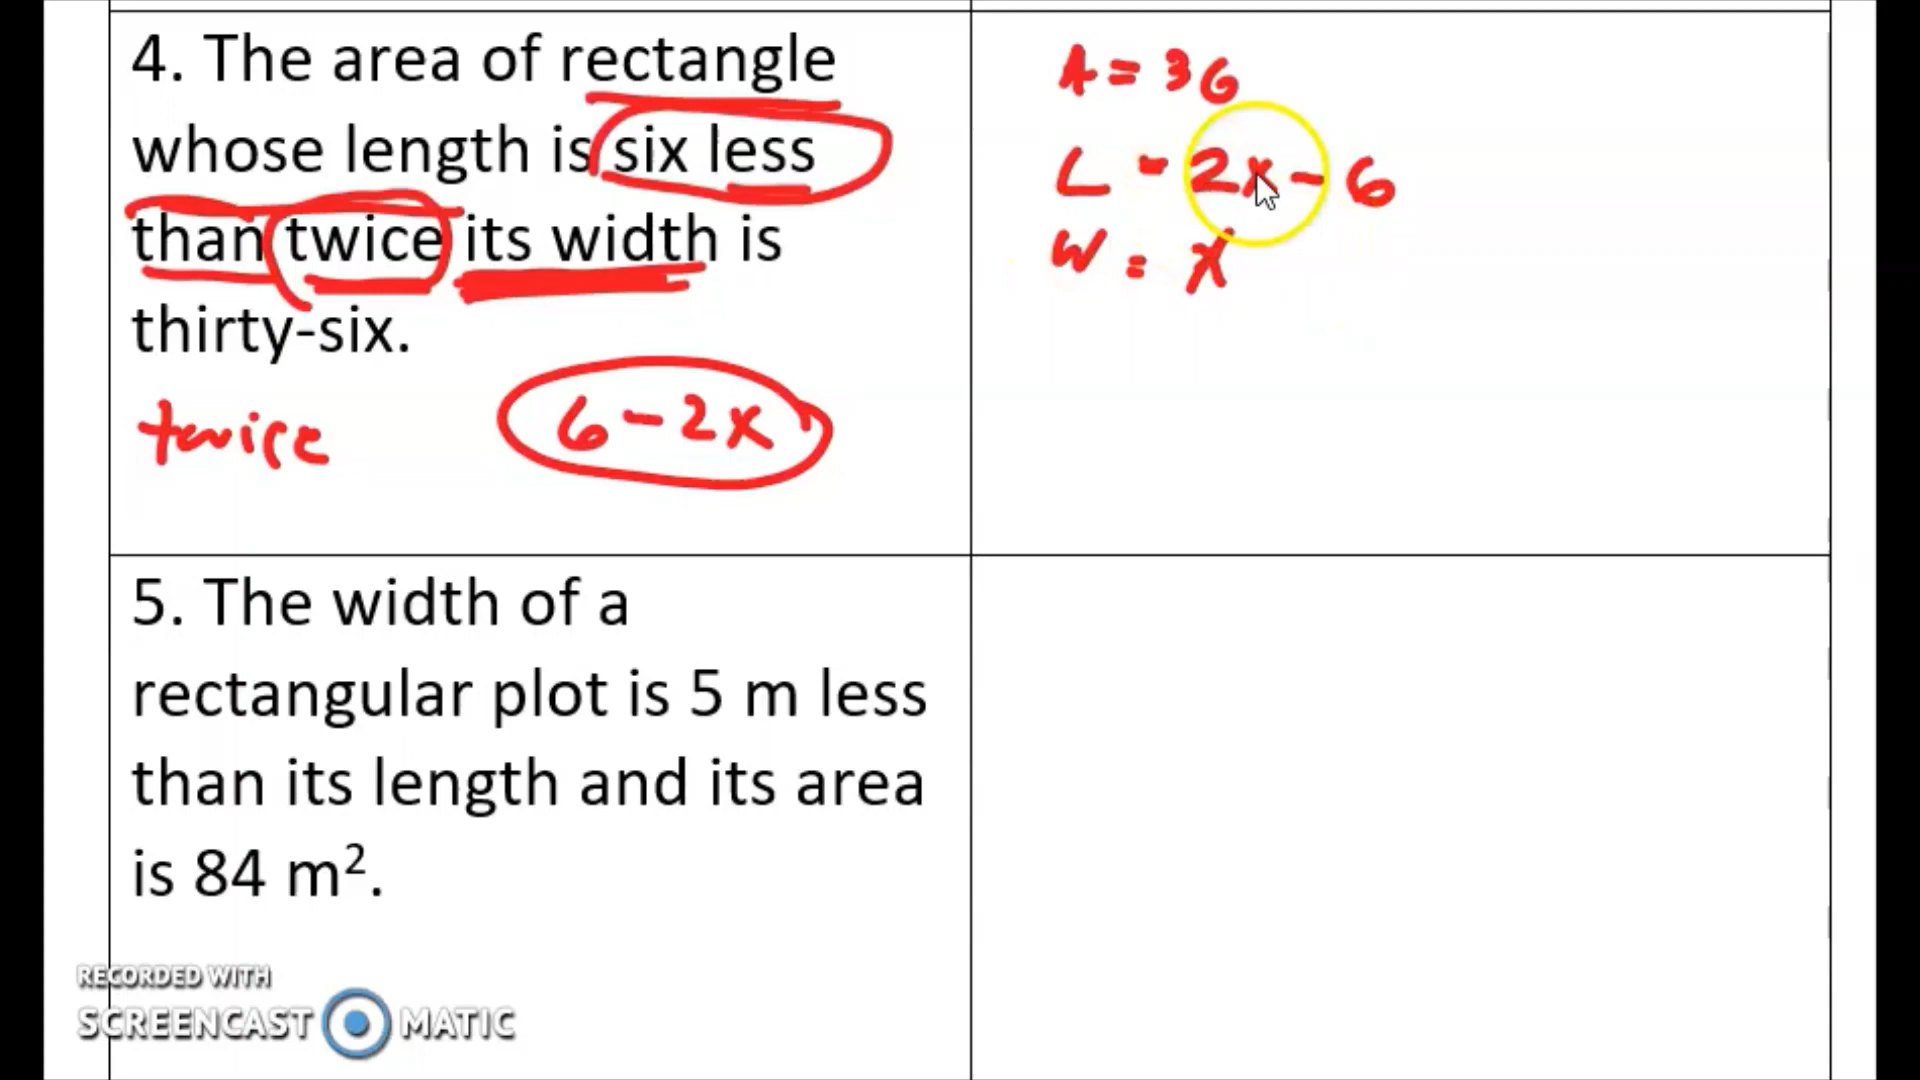 4. The area of rectangle
whose length is six less
than twice its width is
thirty-six.
twice
6 - 2x
A = 36
L - 2x - 6
W = x
5. The width of a
rectangular plot is 5 m less
than its length and its area
is 84 m².
RECORDED WITH
SCREENCAST MATIC